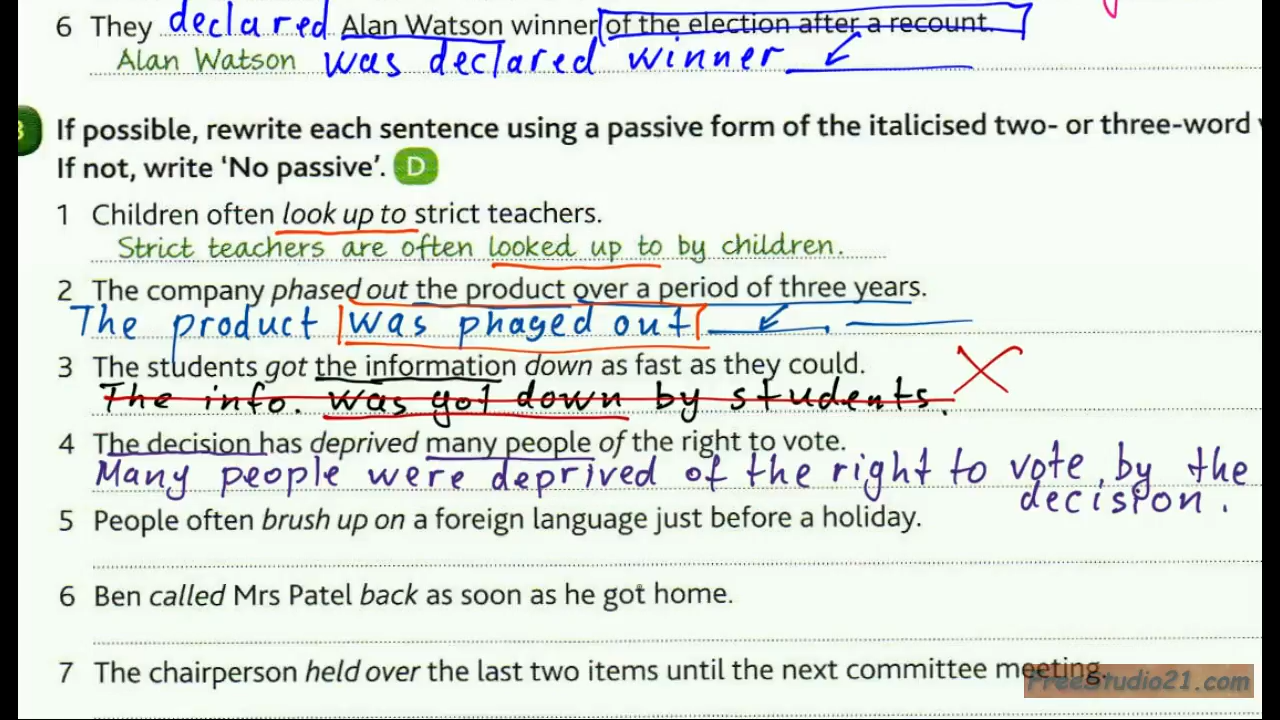 6 They declared Alan Watson winner of the election after a recount.
Alan Watson was declared winner
If possible, rewrite each sentence using a passive form of the italicised two- or three-word
If not, write ‘No passive’. D
1 Children often look up to strict teachers.
Strict teachers are often looked up to by children.
2 The company phased out the product over a period of three years.
The product was phaged out
3 The students got the information down as fast as they could.
The info. was got down by students.
4 The decision has deprived many people of the right to vote.
Many people were deprived of the right to vote by the
decision.
5 People often brush up on a foreign language just before a holiday.
6 Ben called Mrs Patel back as soon as he got home.
7 The chairperson held over the last two items until the next committee meeting.
FreeStudio21.com